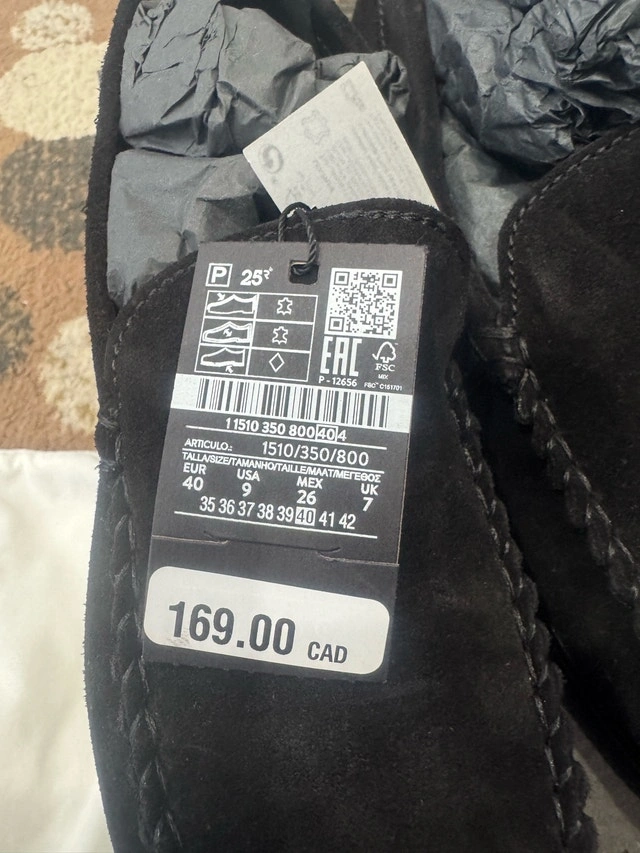 P 25
EAC
FSC
MIX
P - 12656 FSC™ C151701
1 1510 350 800 40 4
ARTICULO.: 1510/350/800
TALLA/SIZE/TAMANHO/TAILLE/MAAT/ΜΕΓΕΘΟΣ
EUR USA MEX UK
40 9 26 7
35 36 37 38 39 40 41 42
169.00 CAD